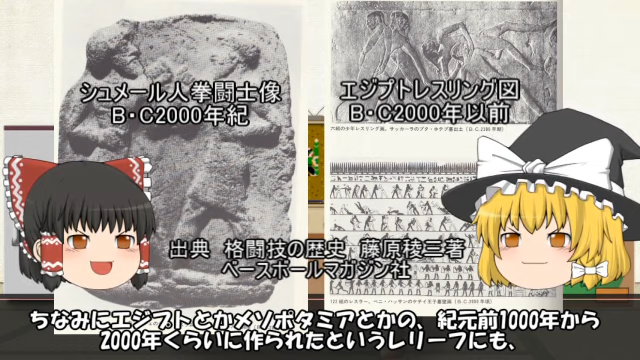 シュメール人拳闘士像
B・C2000年紀
エジプトレスリング図
B・C2000年以前
出典 格闘技の歴史 藤原稜三著
ベースボールマガジン社
ちなみにエジプトとかメソポタミアとかの、紀元前1000年から
2000年くらいに作られたというレリーフにも、